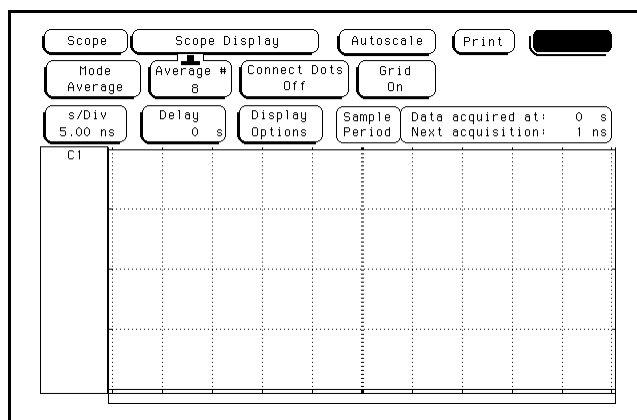 Scope Scope Display Autoscale Print
Mode Average # Connect Dots Grid
Average 8 Off On
s/Div Delay Display Sample Data acquired at: 0 s
5.00 ns 0 s Options Period Next acquisition: 1 ns
C1